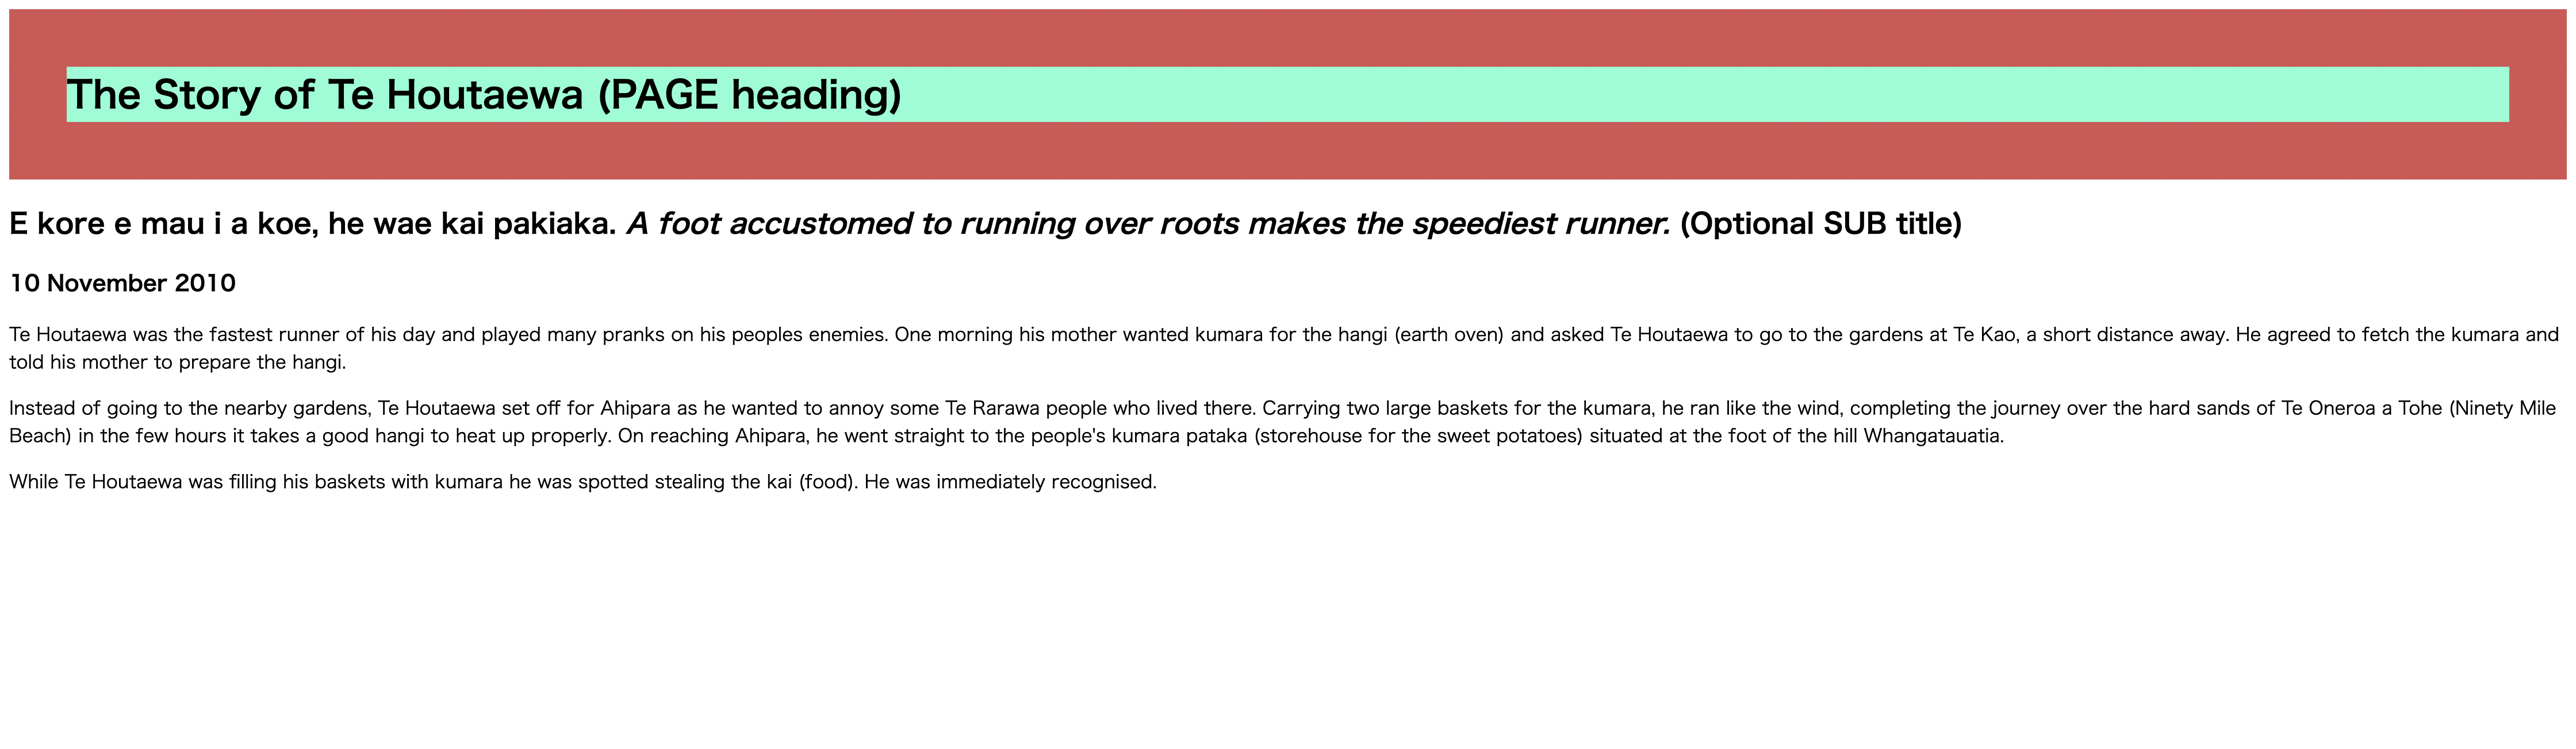 The Story of Te Houtaewa (PAGE heading)
E kore e mau i a koe, he wae kai pakiaka. A foot accustomed to running over roots makes the speediest runner. (Optional SUB title)
10 November 2010
Te Houtaewa was the fastest runner of his day and played many pranks on his peoples enemies. One morning his mother wanted kumara for the hangi (earth oven) and asked Te Houtaewa to go to the gardens at Te Kao, a short distance away. He agreed to fetch the kumara and
told his mother to prepare the hangi.
Instead of going to the nearby gardens, Te Houtaewa set off for Ahipara as he wanted to annoy some Te Rarawa people who lived there. Carrying two large baskets for the kumara, he ran like the wind, completing the journey over the hard sands of Te Oneroa a Tohe (Ninety Mile
Beach) in the few hours it takes a good hangi to heat up properly. On reaching Ahipara, he went straight to the people's kumara pataka (storehouse for the sweet potatoes) situated at the foot of the hill Whangatauatia.
While Te Houtaewa was filling his baskets with kumara he was spotted stealing the kai (food). He was immediately recognised.